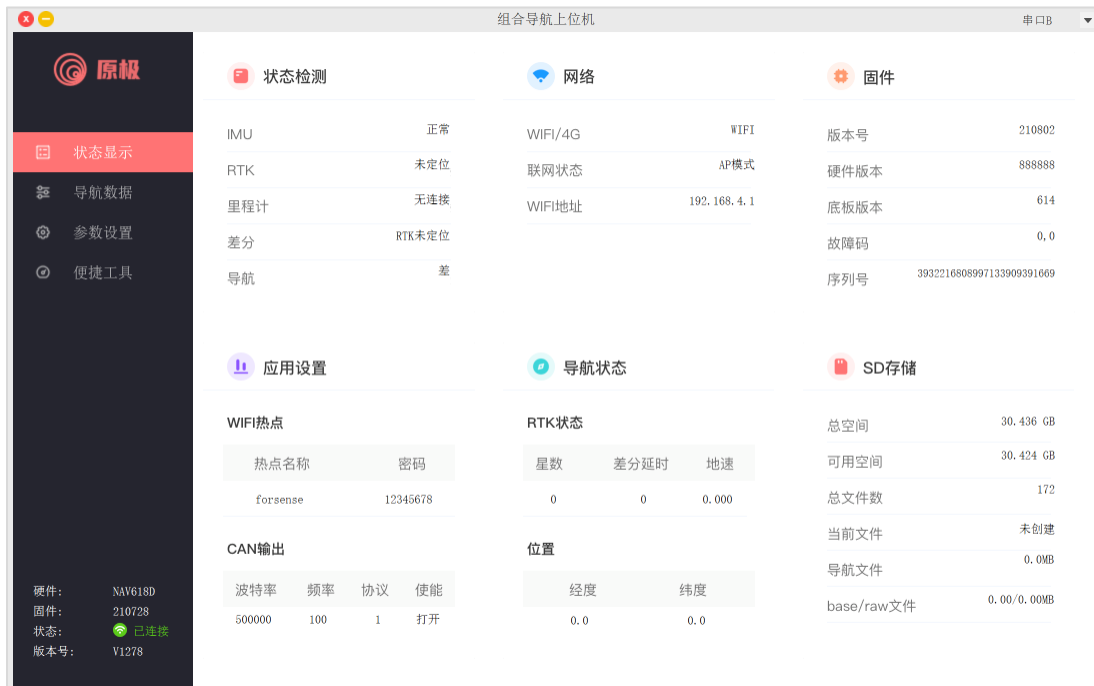 组合导航上位机 串口B
原极
状态显示
导航数据
参数设置
便捷工具
硬件: NAV618D
固件: 210728
状态: 已连接
版本号: V1278
状态检测
IMU 正常
RTK 未定位
里程计 无连接
差分 RTK未定位
导航 差
网络
WIFI/4G WIFI
联网状态 AP模式
WIFI地址 192.168.4.1
固件
版本号 210802
硬件版本 888888
底板版本 614
故障码 0,0
序列号 3932216808997133909391669
应用设置
WIFI热点
热点名称 密码
forsense 12345678
CAN输出
波特率 频率 协议 使能
500000 100 1 打开
导航状态
RTK状态
星数 差分延时 地速
0 0 0.000
位置
经度 纬度
0.0 0.0
SD存储
总空间 30.436 GB
可用空间 30.424 GB
总文件数 172
当前文件 未创建
导航文件 0.0MB
base/raw文件 0.00/0.00MB